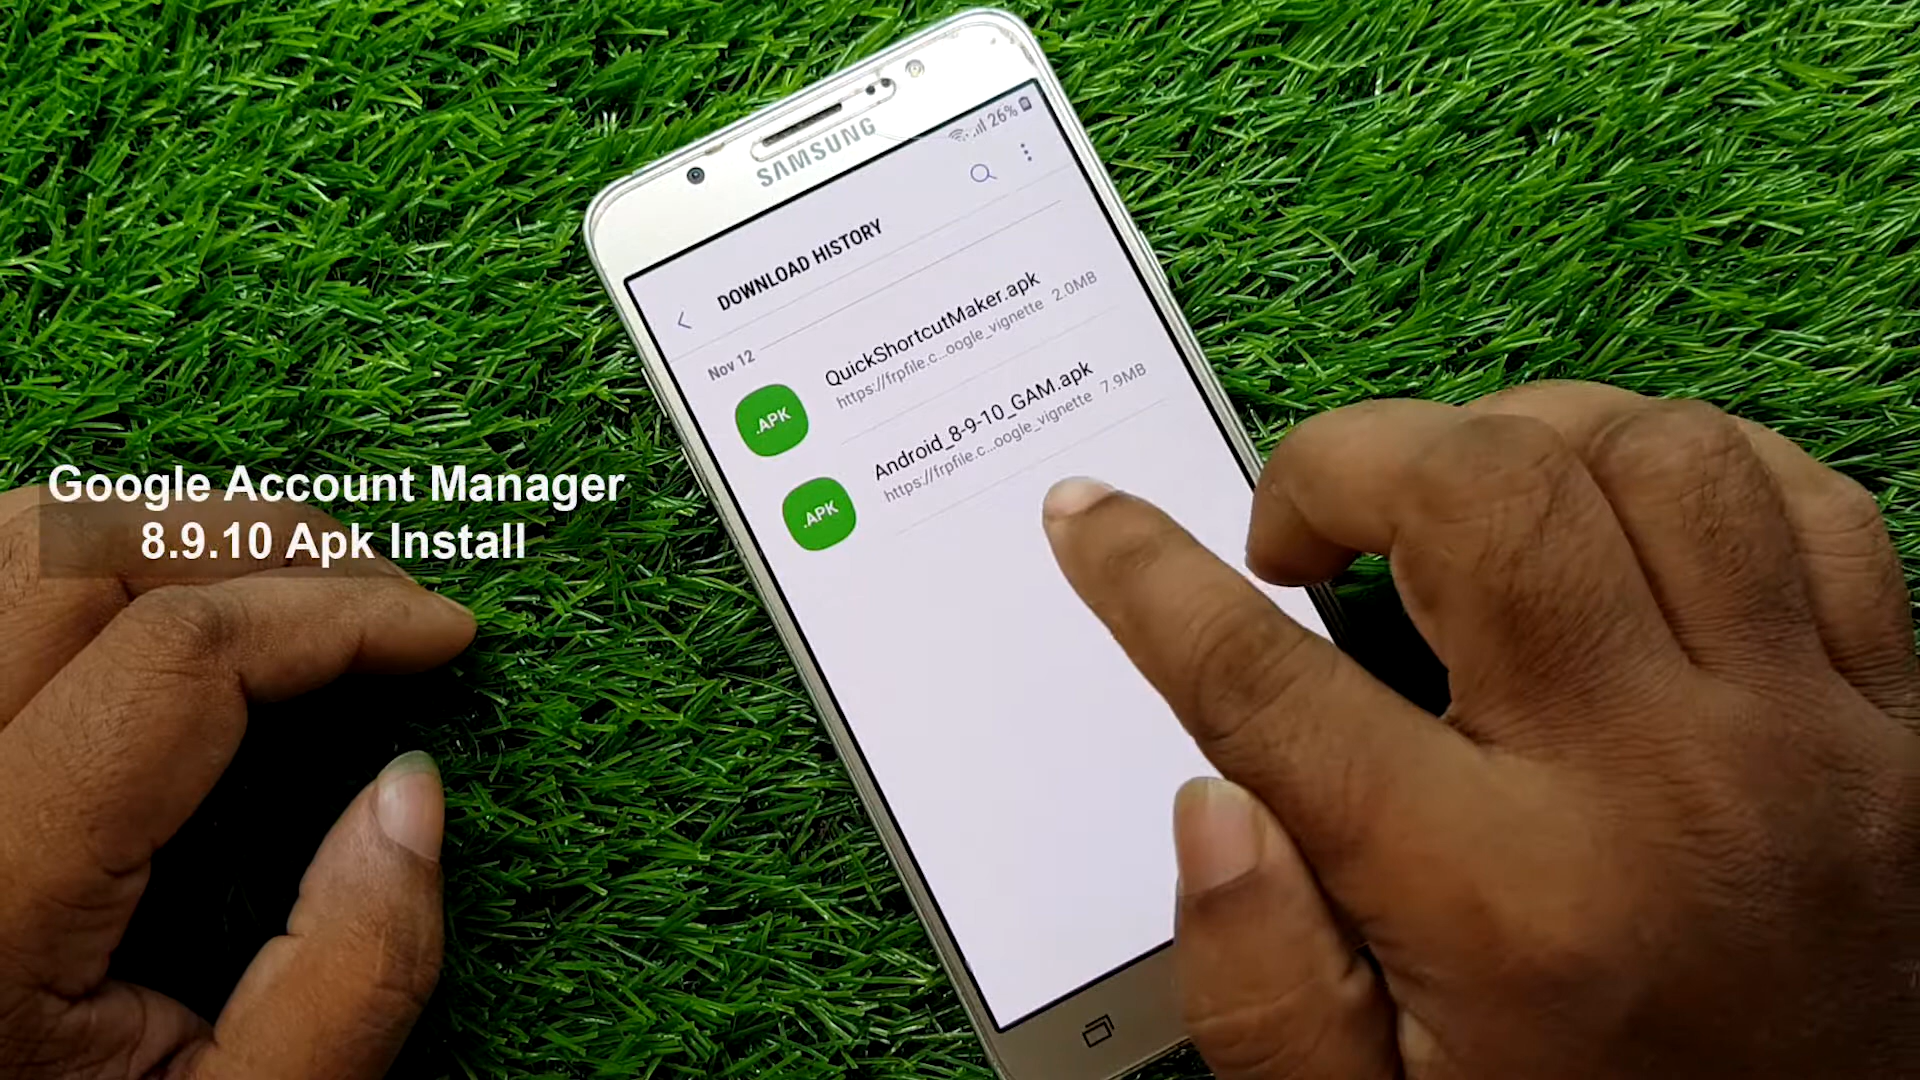 SAMSUNG
26%
DOWNLOAD HISTORY
Nov 12
.APK
QuickShortcutMaker.apk
https://frpfile.c...oogle_vignette 2.0MB
.APK
Android_8-9-10_GAM.apk
https://frpfile.c...oogle_vignette 7.9MB
Google Account Manager
8.9.10 Apk Install